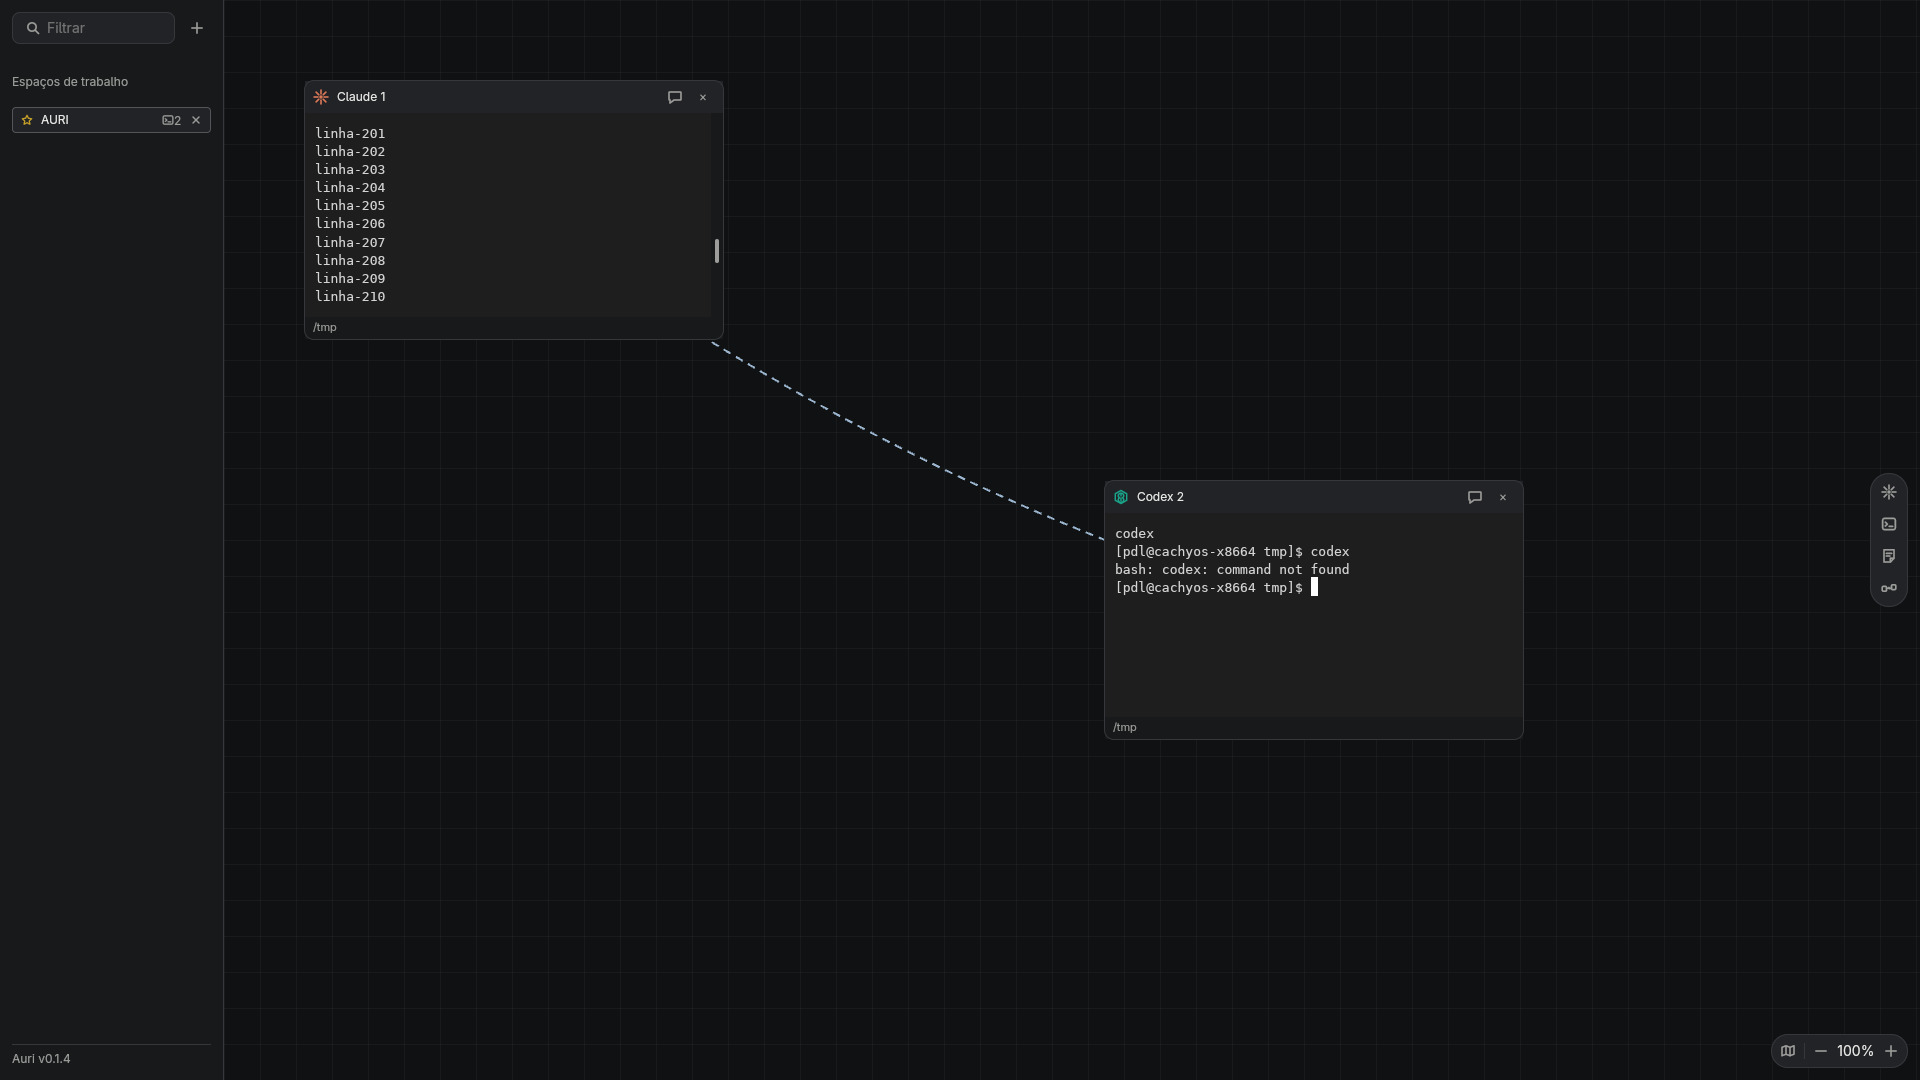 Filtrar
Espaços de trabalho
AURI 2
Claude 1
linha-201
linha-202
linha-203
linha-204
linha-205
linha-206
linha-207
linha-208
linha-209
linha-210
/tmp
Codex 2
codex
[pdl@cachyos-x8664 tmp]$ codex
bash: codex: command not found
[pdl@cachyos-x8664 tmp]$
/tmp
Auri v0.1.4
100%